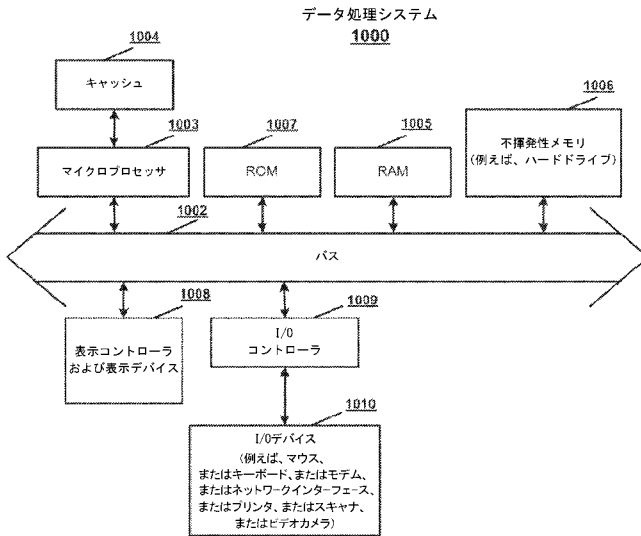 データ処理システム
1000
1004
キャッシュ
1003
マイクロプロセッサ
1007
ROM
1005
RAM
1006
不揮発性メモリ
(例えば、ハードドライブ)
1002
バス
1008
表示コントローラ
および表示デバイス
1009
I/O
コントローラ
1010
I/Oデバイス
(例えば、マウス、
またはキーボード、またはモデム、
またはネットワークインターフェース、
またはプリンタ、またはスキャナ、
またはビデオカメラ)